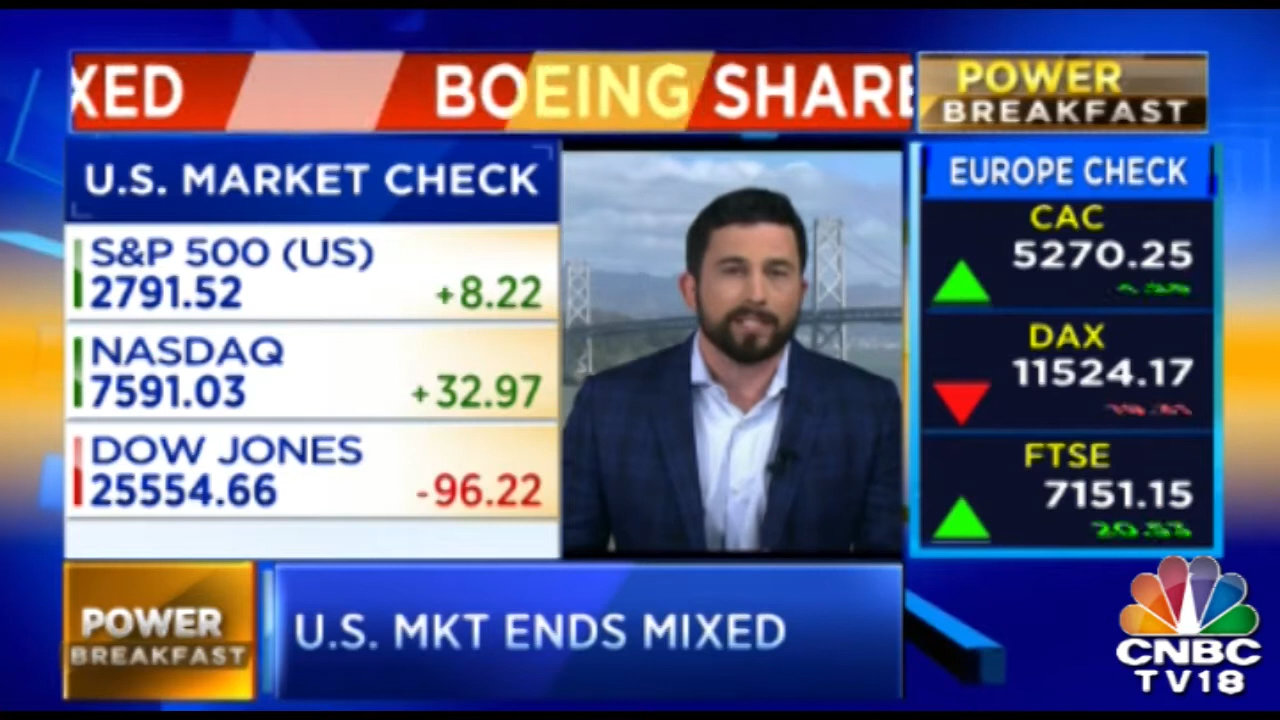 XED BOEING SHARE
POWER
BREAKFAST
U.S. MARKET CHECK
S&P 500 (US)
2791.52 +8.22
NASDAQ
7591.03 +32.97
DOW JONES
25554.66 -96.22
EUROPE CHECK
CAC
5270.25
DAX
11524.17
FTSE
7151.15
POWER
BREAKFAST
U.S. MKT ENDS MIXED
CNBC
TV18